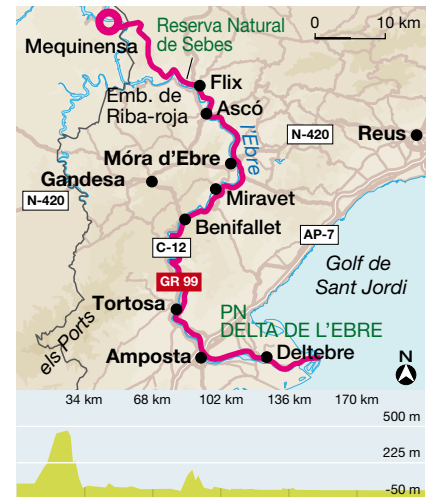 0 10 km
Mequinensa
Reserva Natural
de Sebes
Flix
Emb. de
Riba-roja
Ascó
l'Ebre
N-420
Reus
Móra d'Ebre
Gandesa
N-420
Miravet
Benifallet
C-12
AP-7
GR 99
Golf de
Sant Jordi
Tortosa
PN
DELTA DE L'EBRE
els Ports
Amposta
Deltebre
N
34 km 68 km 102 km 136 km 170 km
500 m
225 m
-50 m